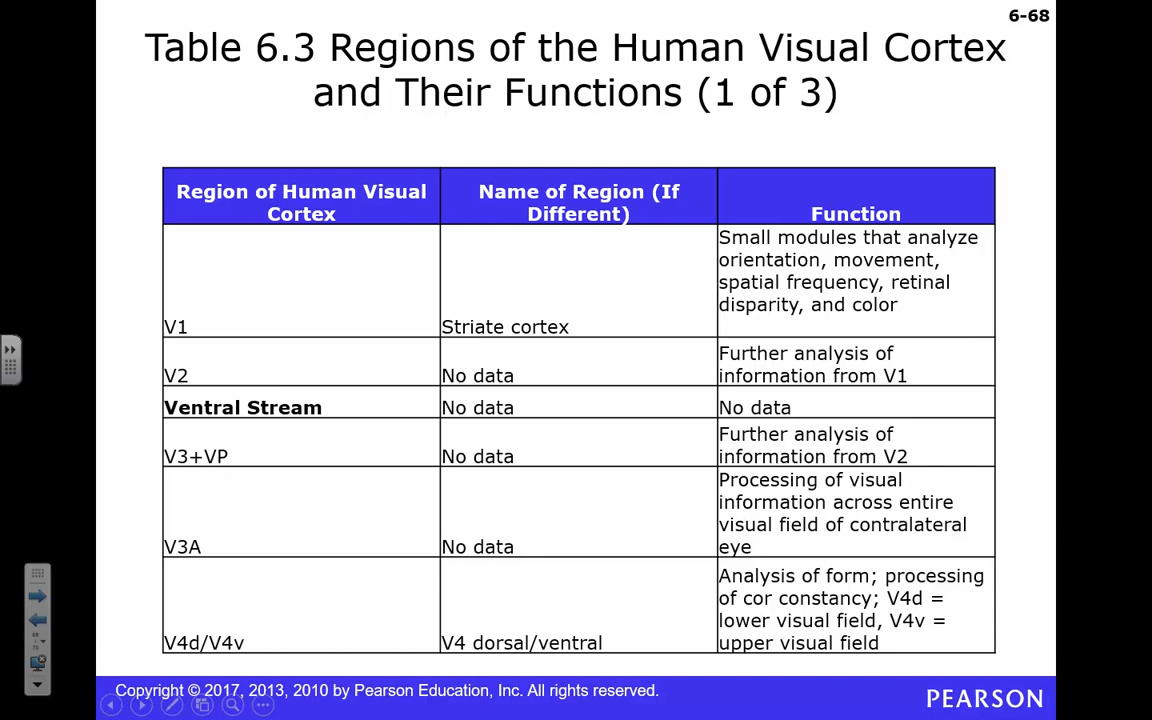 6-68
Table 6.3 Regions of the Human Visual Cortex
and Their Functions (1 of 3)
Region of Human Visual
Cortex
Name of Region (If
Different)
Function
V1
Striate cortex
Small modules that analyze
orientation, movement,
spatial frequency, retinal
disparity, and color
V2
No data
Further analysis of
information from V1
Ventral Stream
No data
No data
V3+VP
No data
Further analysis of
information from V2
V3A
No data
Processing of visual
information across entire
visual field of contralateral
eye
V4d/V4v
V4 dorsal/ventral
Analysis of form; processing
of cor constancy; V4d =
lower visual field, V4v =
upper visual field
Copyright © 2017, 2013, 2010 by Pearson Education, Inc. All rights reserved.
PEARSON